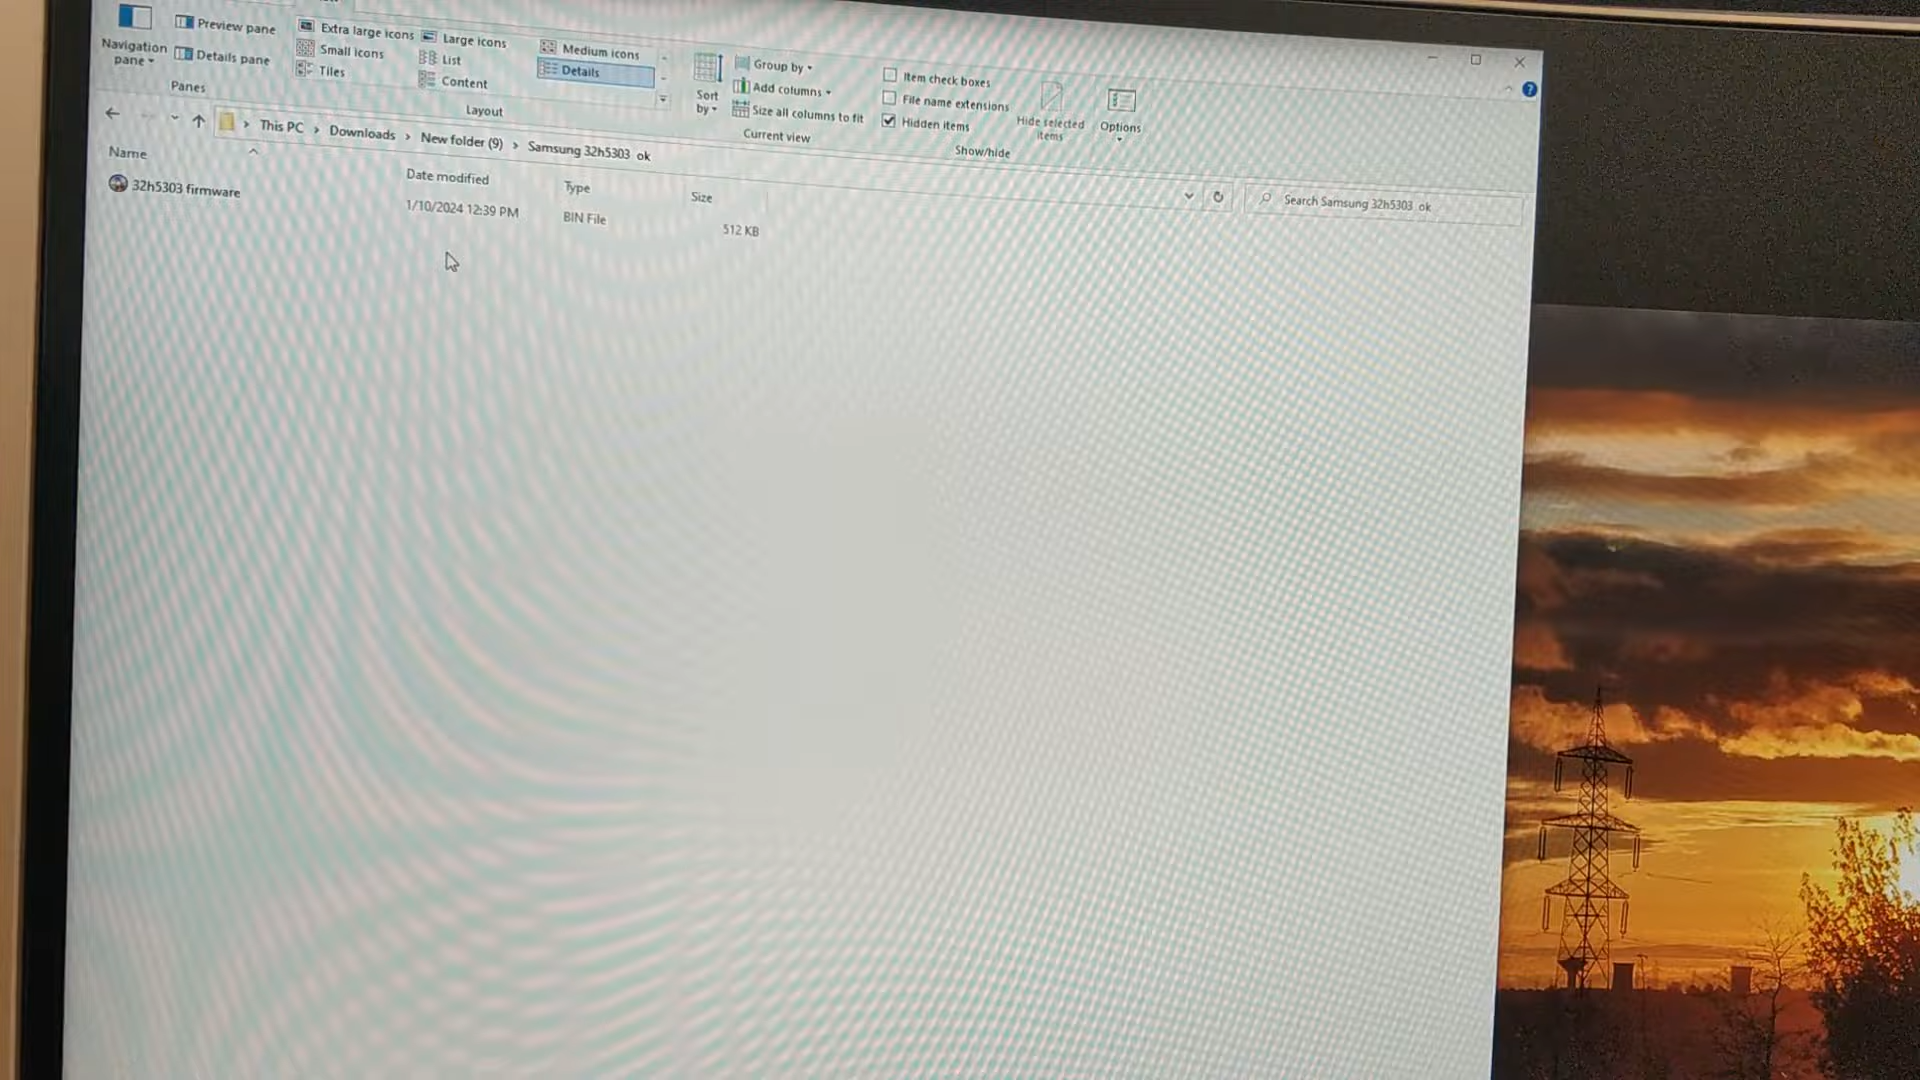 Navigation pane
Preview pane
Details pane
Panes
Extra large icons
Large icons
Medium icons
Small icons
List
Details
Tiles
Content
Layout
Sort by
Group by
Add columns
Size all columns to fit
Current view
Item check boxes
File name extensions
Hidden items
Hide selected items
Show/hide
Options
This PC > Downloads > New folder (9) > Samsung 32h5303 ok
Search Samsung 32h5303 ok
Name
Date modified
Type
Size
32h5303 firmware
1/10/2024 12:39 PM
BIN File
512 KB